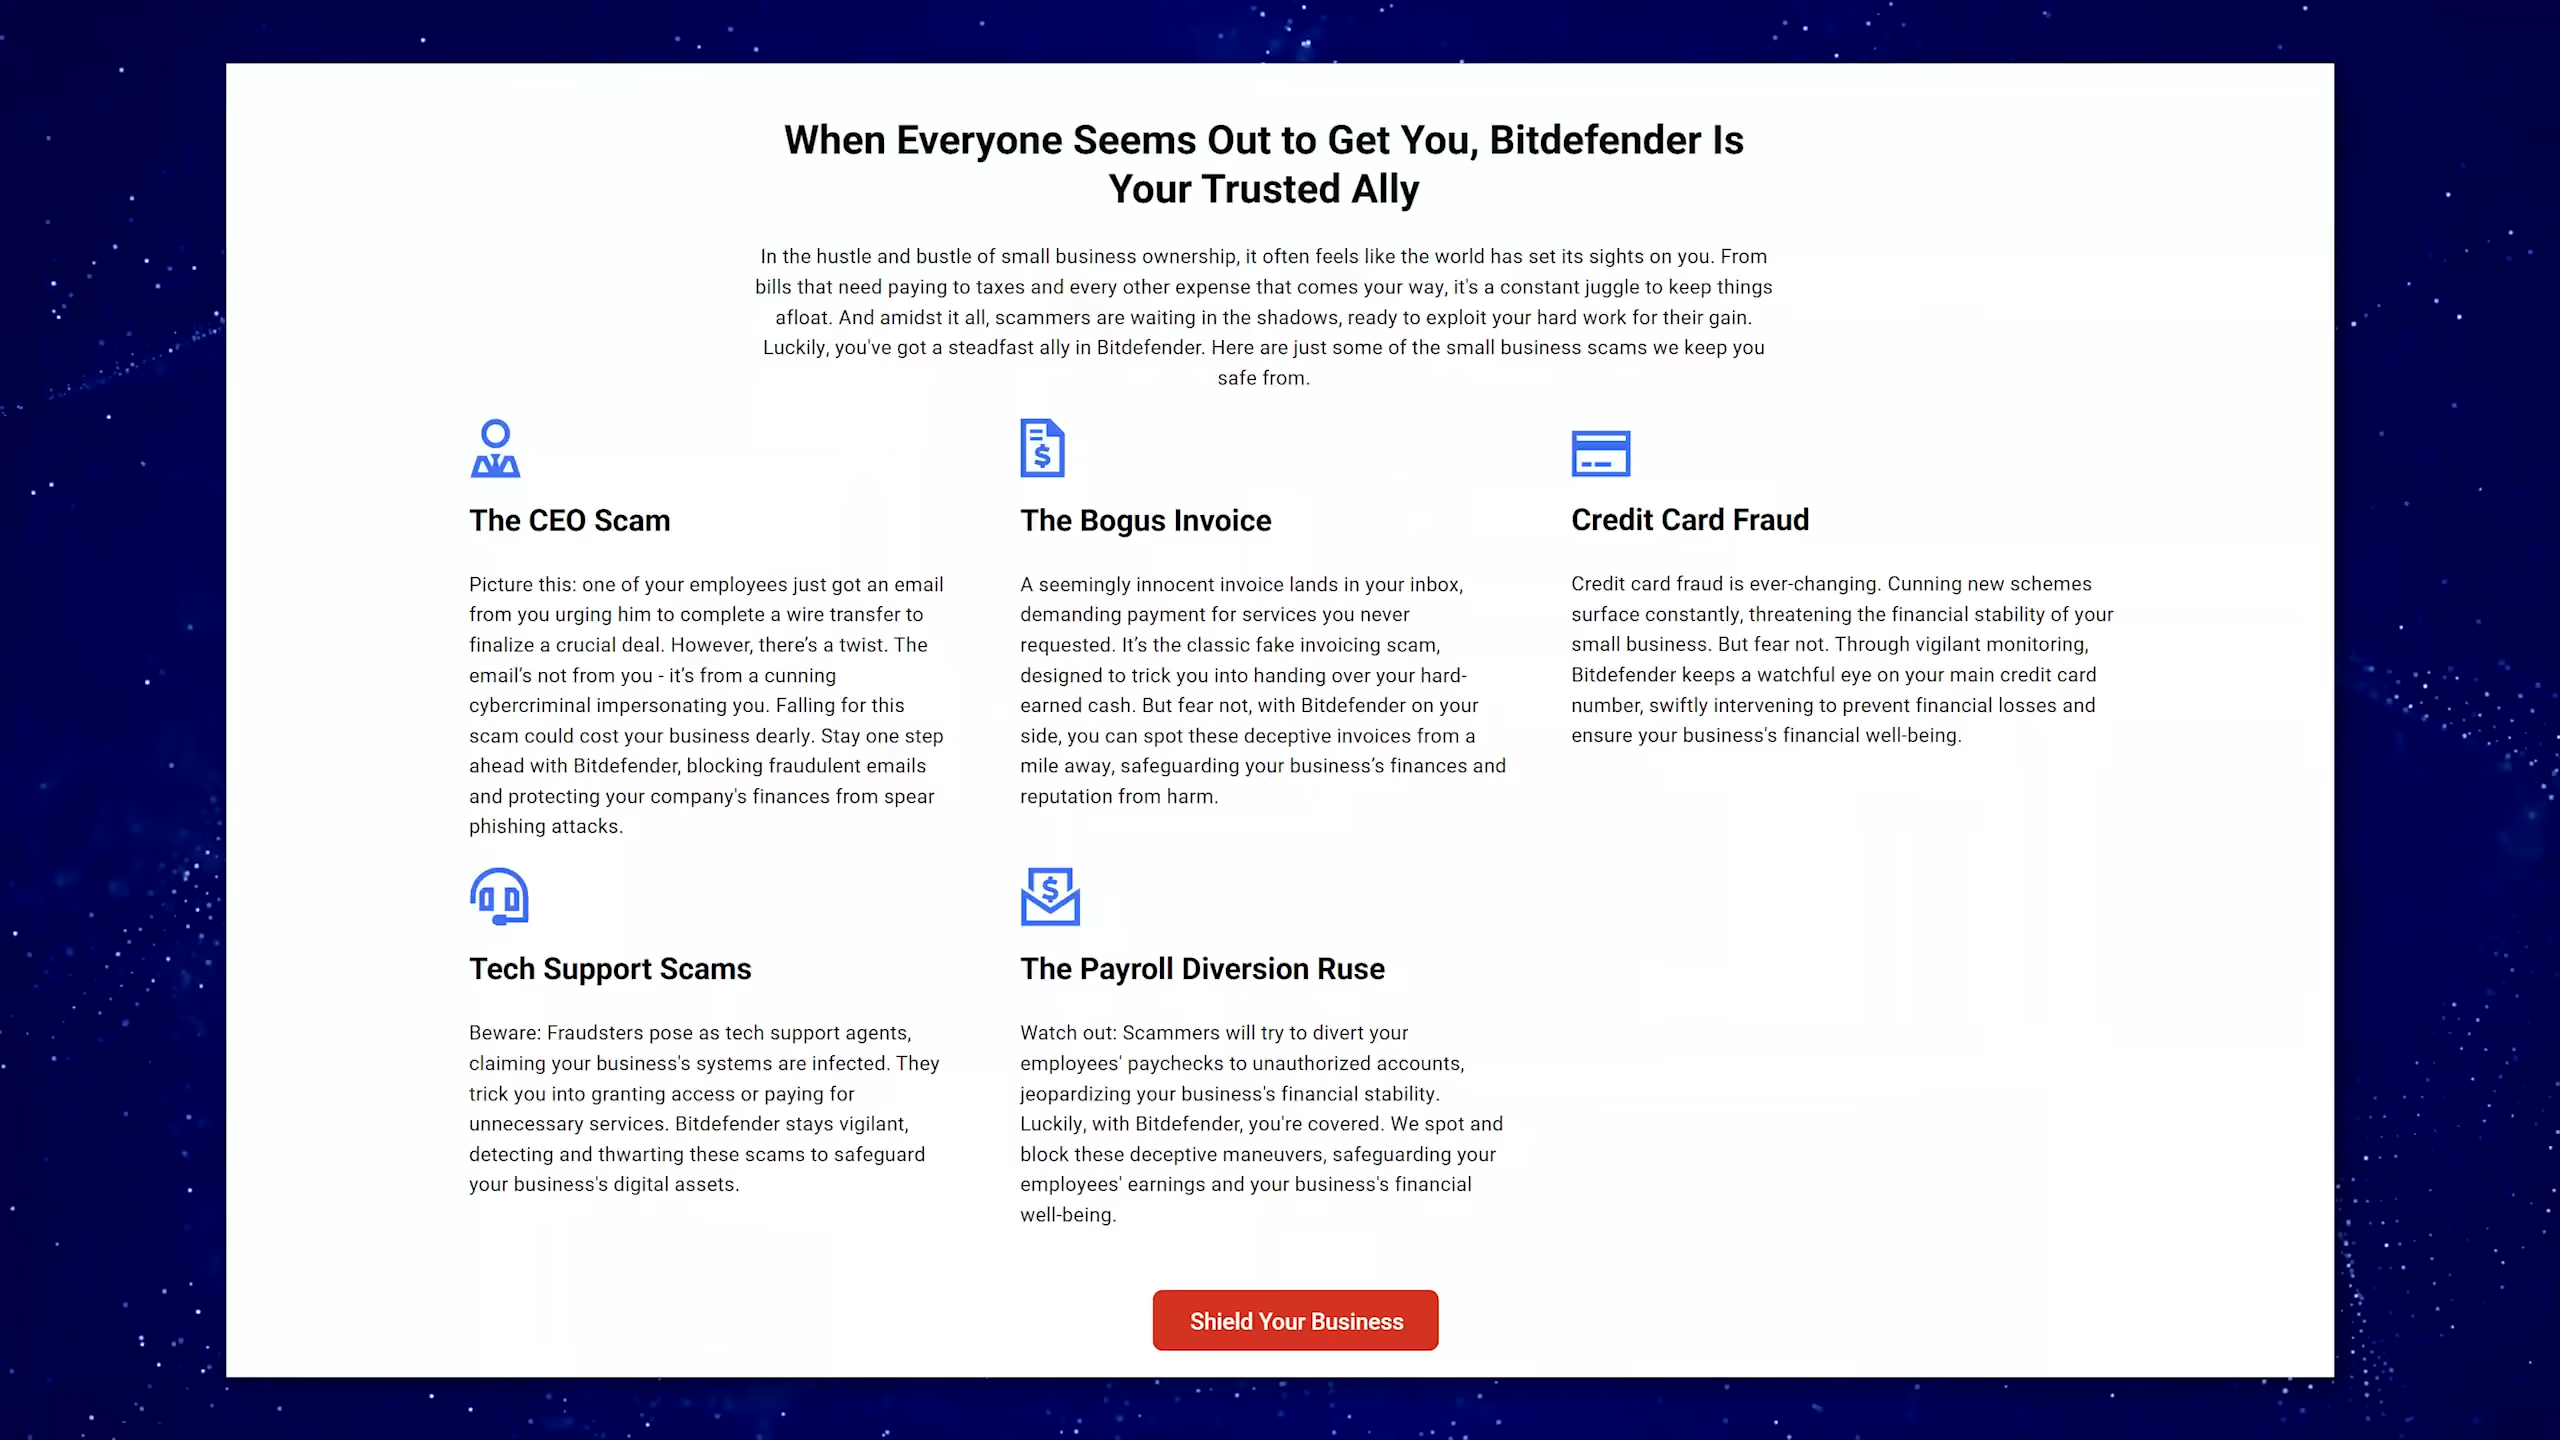 When Everyone Seems Out to Get You, Bitdefender Is
Your Trusted Ally
In the hustle and bustle of small business ownership, it often feels like the world has set its sights on you. From
bills that need paying to taxes and every other expense that comes your way, it's a constant juggle to keep things
afloat. And amidst it all, scammers are waiting in the shadows, ready to exploit your hard work for their gain.
Luckily, you've got a steadfast ally in Bitdefender. Here are just some of the small business scams we keep you
safe from.
The CEO Scam
Picture this: one of your employees just got an email
from you urging him to complete a wire transfer to
finalize a crucial deal. However, there’s a twist. The
email’s not from you - it’s from a cunning
cybercriminal impersonating you. Falling for this
scam could cost your business dearly. Stay one step
ahead with Bitdefender, blocking fraudulent emails
and protecting your company's finances from spear
phishing attacks.
The Bogus Invoice
A seemingly innocent invoice lands in your inbox,
demanding payment for services you never
requested. It’s the classic fake invoicing scam,
designed to trick you into handing over your hard-
earned cash. But fear not, with Bitdefender on your
side, you can spot these deceptive invoices from a
mile away, safeguarding your business’s finances and
reputation from harm.
Credit Card Fraud
Credit card fraud is ever-changing. Cunning new schemes
surface constantly, threatening the financial stability of your
small business. But fear not. Through vigilant monitoring,
Bitdefender keeps a watchful eye on your main credit card
number, swiftly intervening to prevent financial losses and
ensure your business's financial well-being.
Tech Support Scams
Beware: Fraudsters pose as tech support agents,
claiming your business's systems are infected. They
trick you into granting access or paying for
unnecessary services. Bitdefender stays vigilant,
detecting and thwarting these scams to safeguard
your business's digital assets.
The Payroll Diversion Ruse
Watch out: Scammers will try to divert your
employees' paychecks to unauthorized accounts,
jeopardizing your business's financial stability.
Luckily, with Bitdefender, you're covered. We spot and
block these deceptive maneuvers, safeguarding your
employees' earnings and your business's financial
well-being.
Shield Your Business